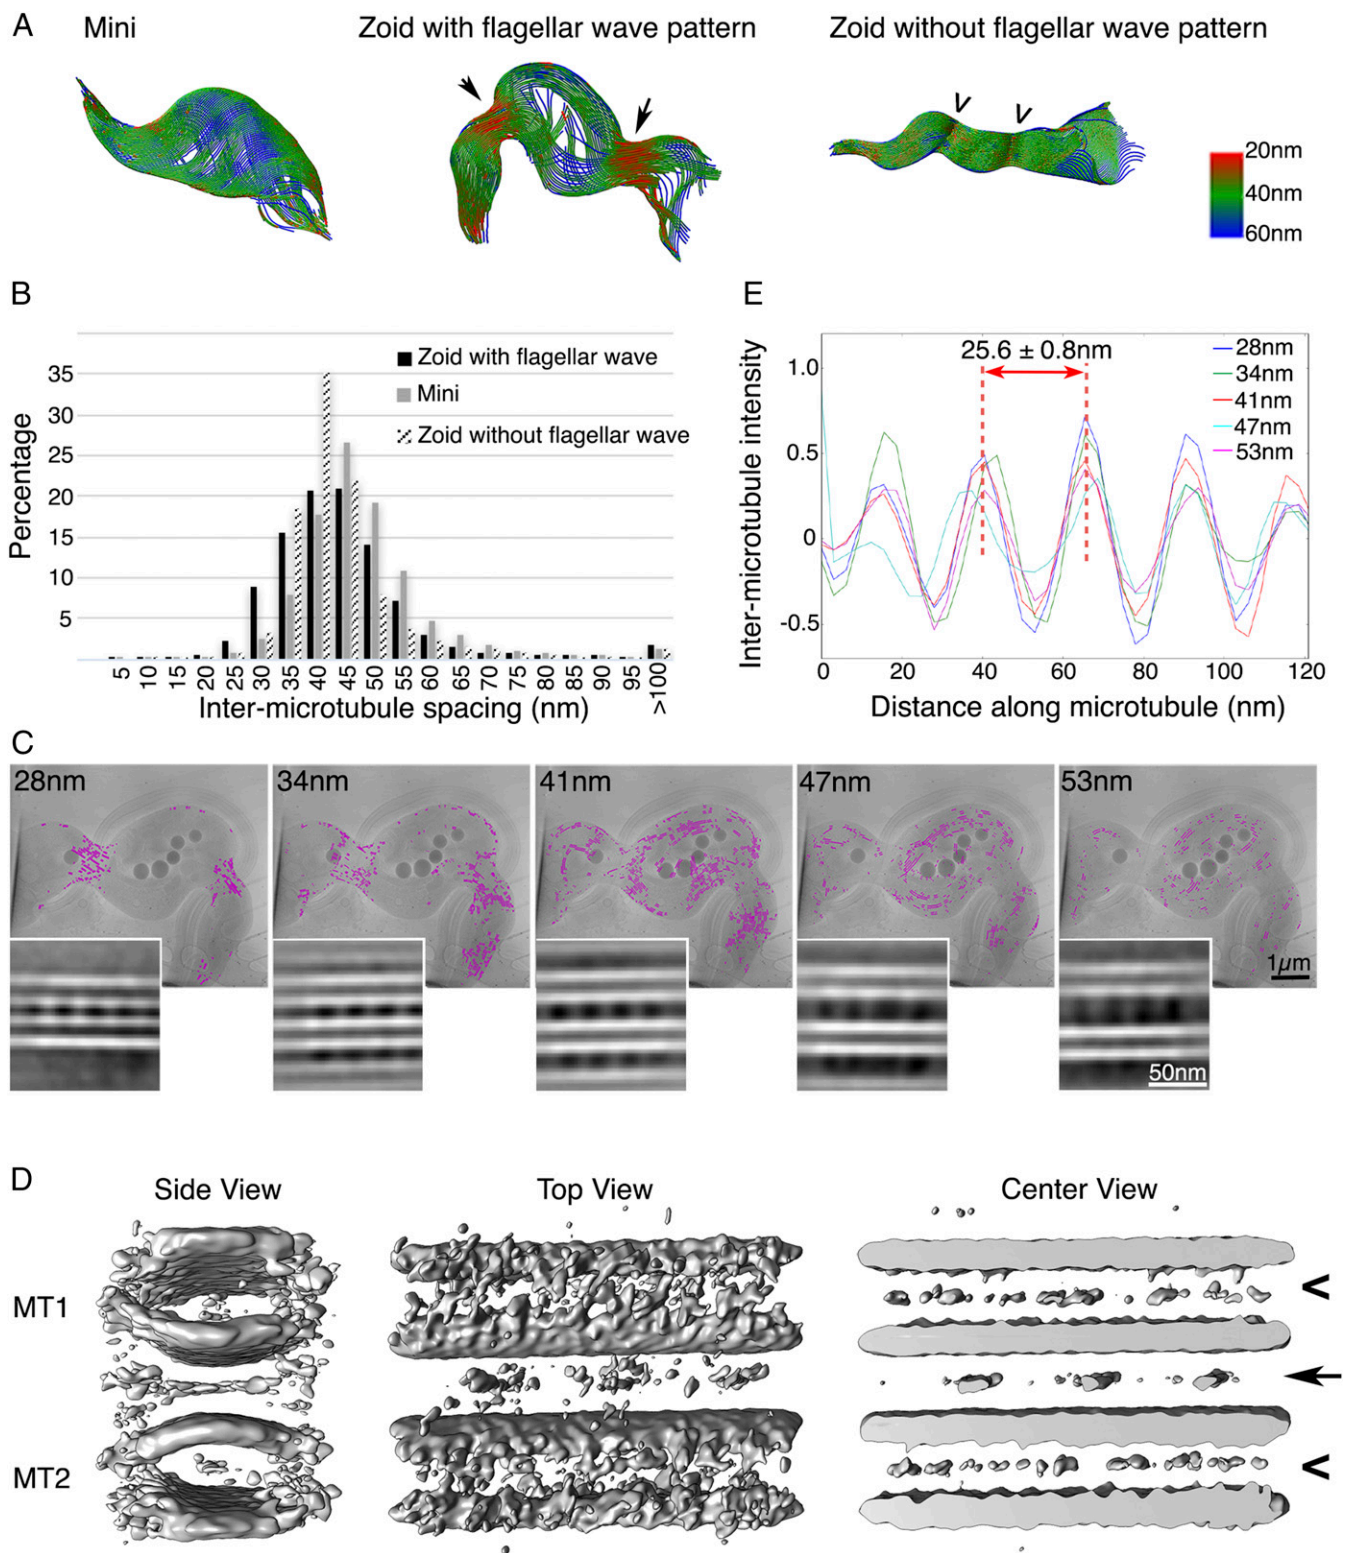 A
Mini
Zoid with flagellar wave pattern
Zoid without flagellar wave pattern
20nm
40nm
60nm
B
Percentage
35
30
25
20
15
10
5
Zoid with flagellar wave
Mini
Zoid without flagellar wave
5
10
15
20
25
30
35
40
45
50
55
60
65
70
75
80
85
90
95
>100
Inter-microtubule spacing (nm)
E
Inter-microtubule intensity
1.0
0.5
0
-0.5
25.6 ± 0.8nm
28nm
34nm
41nm
47nm
53nm
0
20
40
60
80
100
120
Distance along microtubule (nm)
C
28nm
34nm
41nm
47nm
53nm
1µm
50nm
D
Side View
Top View
Center View
MT1
MT2